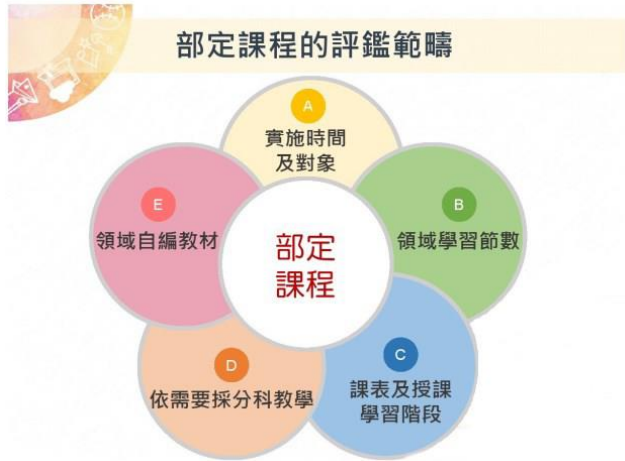 部定課程的評鑑範疇
A
實施時間
及對象
B
領域學習節數
C
課表及授課
學習階段
D
依需要採分科教學
E
領域自編教材
部定
課程